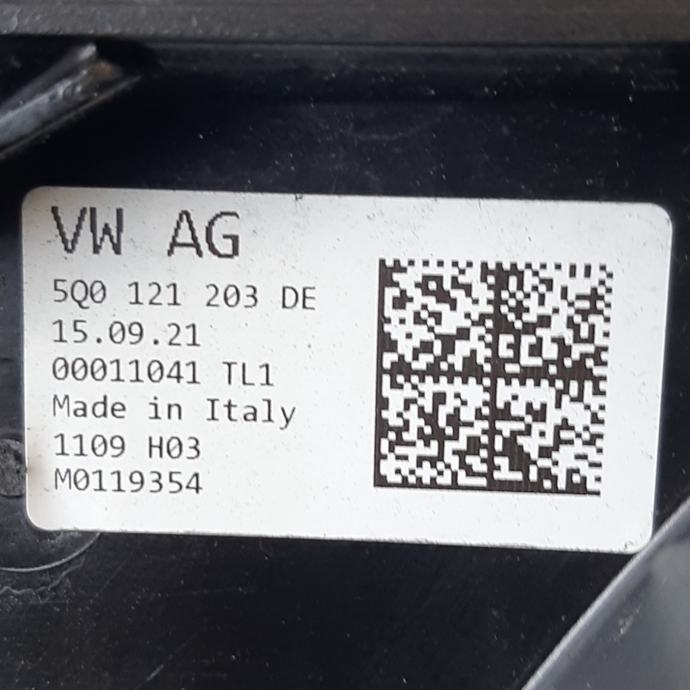 VW AG
5Q0 121 203 DE
15.09.21
00011041 TL1
Made in Italy
1109 H03
M0119354